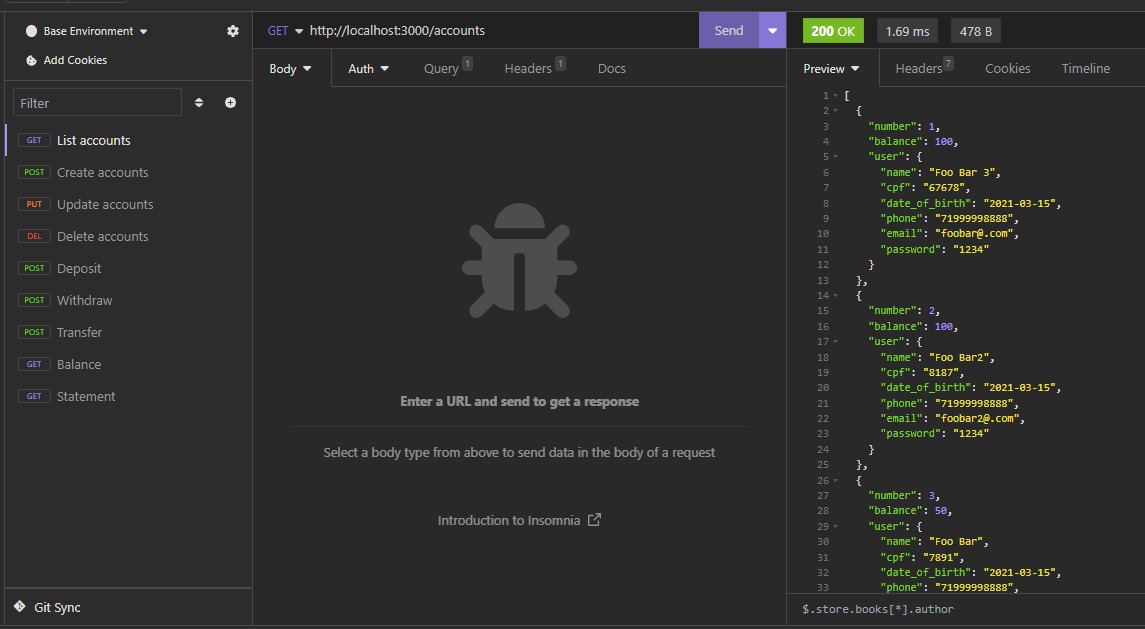 Base Environment
Add Cookies
Filter
GET List accounts
POST Create accounts
PUT Update accounts
DEL Delete accounts
POST Deposit
POST Withdraw
POST Transfer
GET Balance
GET Statement
Git Sync
GET http://localhost:3000/accounts Send
Body Auth Query 1 Headers 1 Docs
Enter a URL and send to get a response
Select a body type from above to send data in the body of a request
Introduction to Insomnia
200 OK 1.69 ms 478 B
Preview Headers 7 Cookies Timeline
1 [
2 {
3 "number": 1,
4 "balance": 100,
5 "user": {
6 "name": "Foo Bar 3",
7 "cpf": "67678",
8 "date_of_birth": "2021-03-15",
9 "phone": "71999998888",
10 "email": "foobar@.com",
11 "password": "1234"
12 }
13 },
14 {
15 "number": 2,
16 "balance": 100,
17 "user": {
18 "name": "Foo Bar2",
19 "cpf": "8187",
20 "date_of_birth": "2021-03-15",
21 "phone": "71999998888",
22 "email": "foobar2@.com",
23 "password": "1234"
24 }
25 },
26 {
27 "number": 3,
28 "balance": 50,
29 "user": {
30 "name": "Foo Bar",
31 "cpf": "7891",
32 "date_of_birth": "2021-03-15",
33 "phone": "71999998888",
$.store.books[*].author